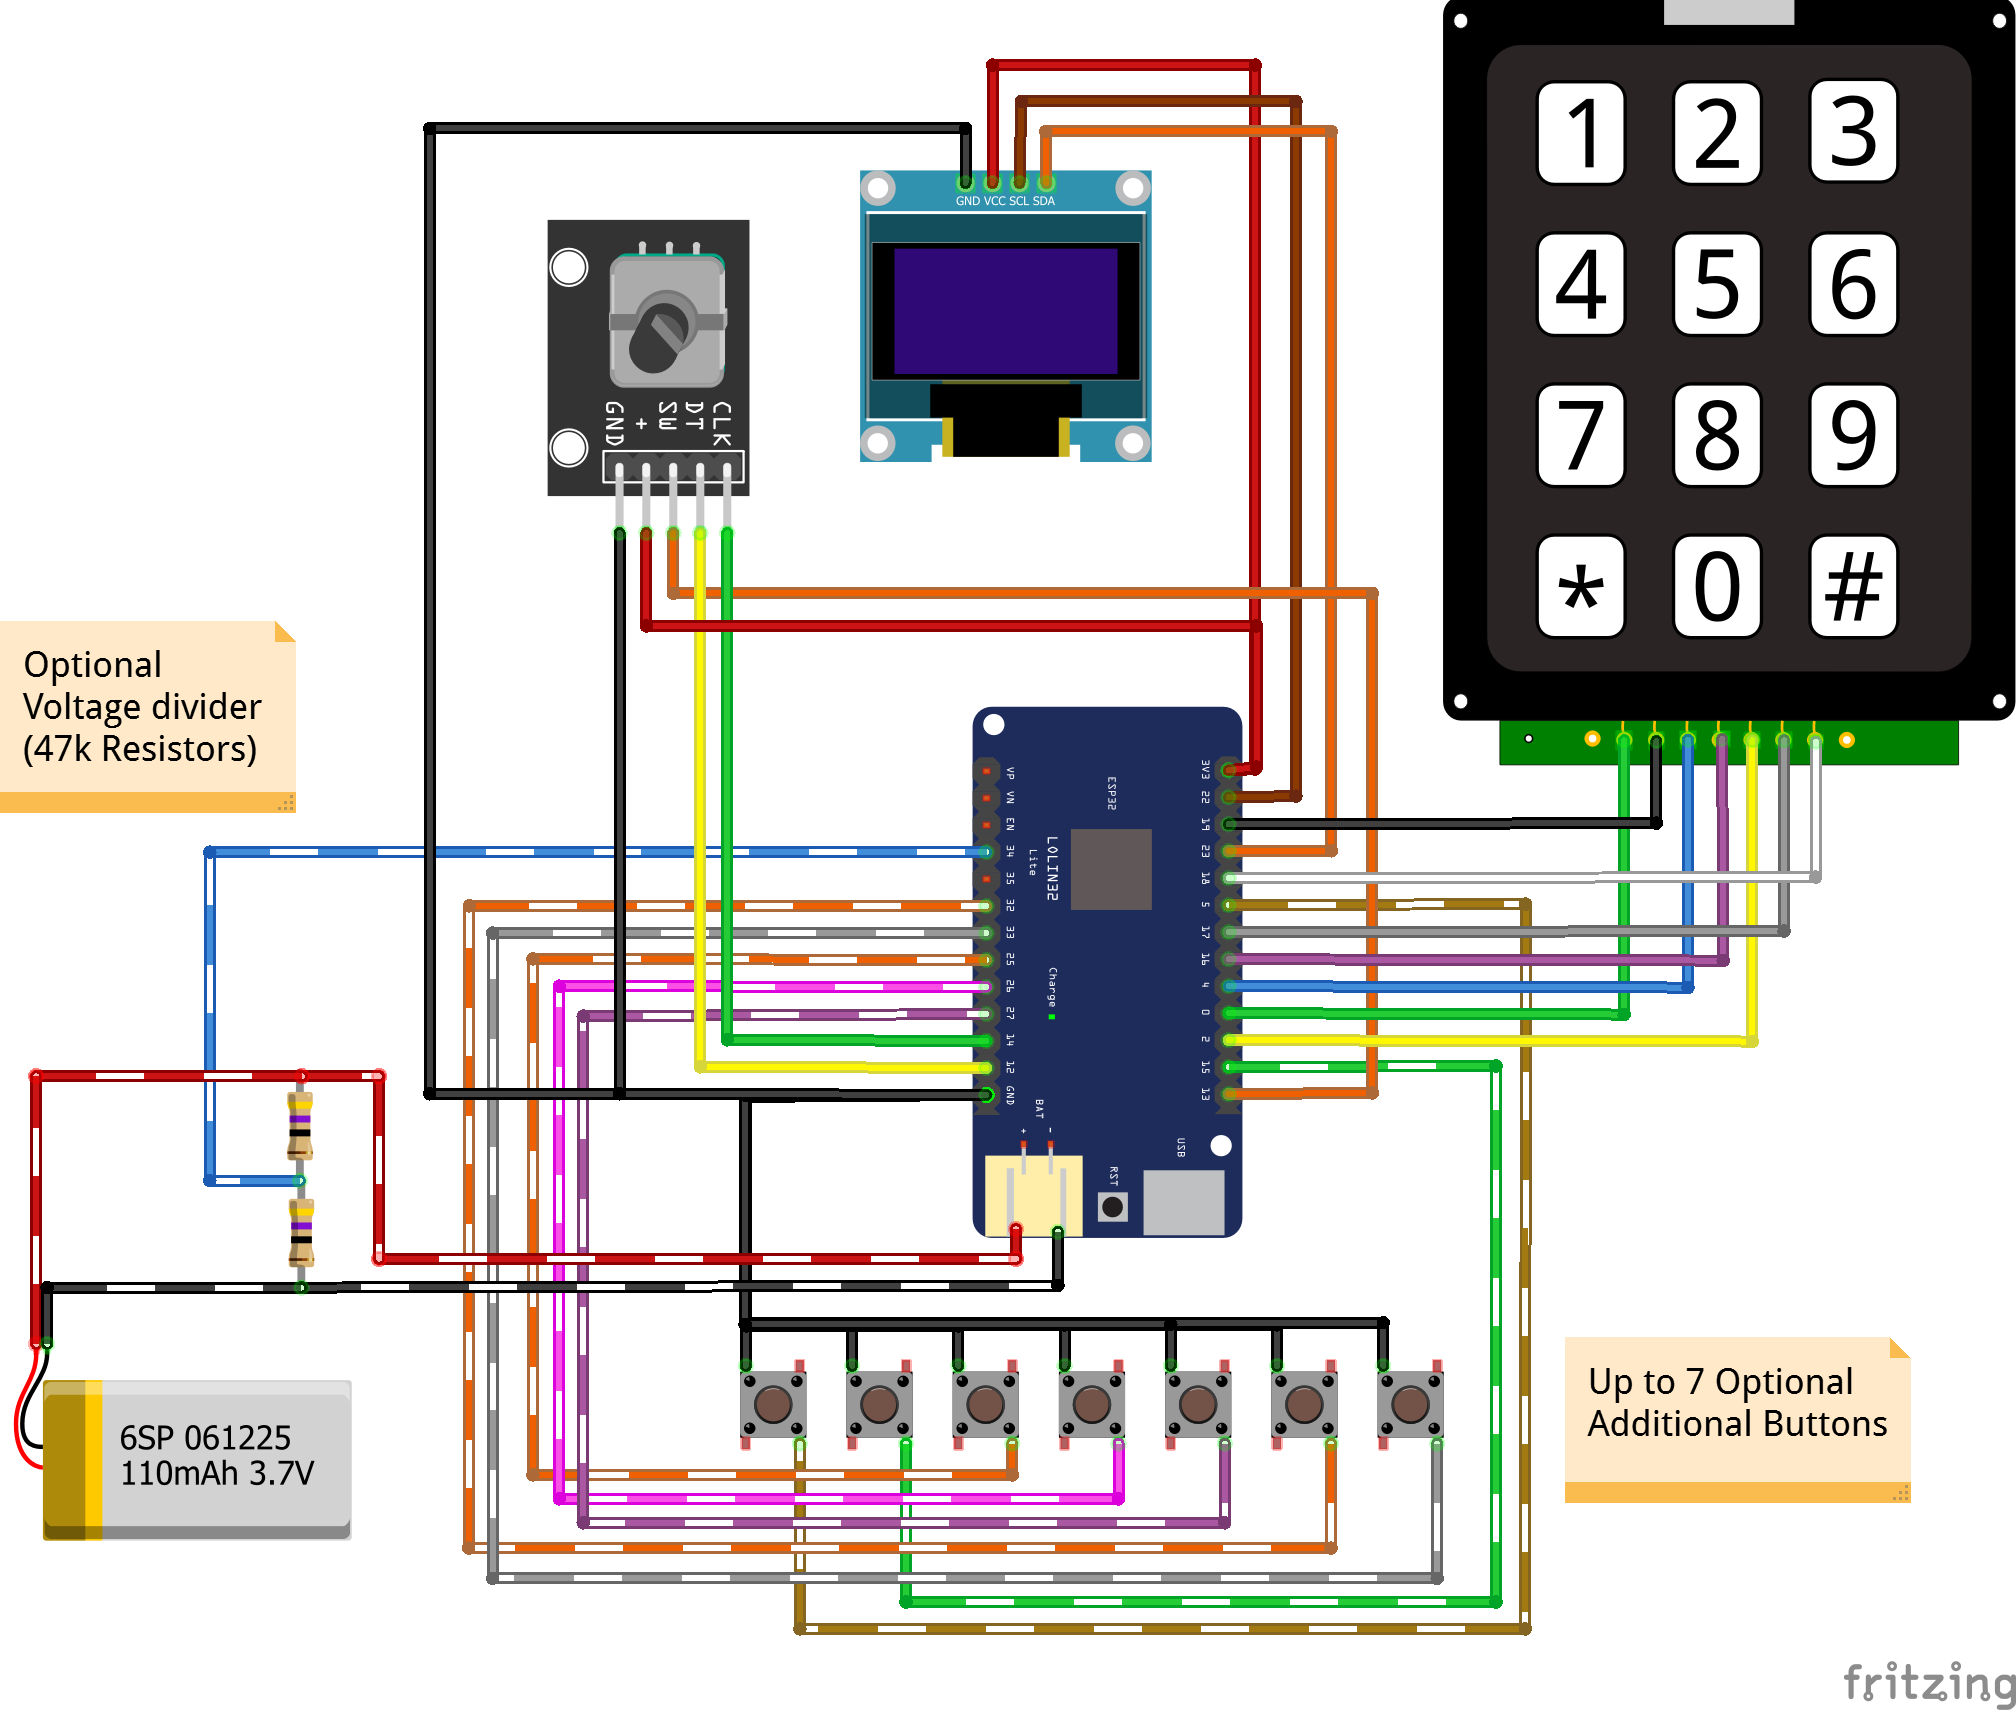 GND VCC SCL SDA
GND
+
SW
DT
CLK
1 2 3
4 5 6
7 8 9
* 0 #
Optional
Voltage divider
(47k Resistors)
ESP32
LOLIN32
Lite
VP
VN
EN
34
35
32
33
25
26
27
14
12
GND
3V3
22
19
23
18
5
17
16
4
0
2
15
13
Charge
BAT
+ -
RST
USB
6SP 061225
110mAh 3.7V
Up to 7 Optional
Additional Buttons
fritzing